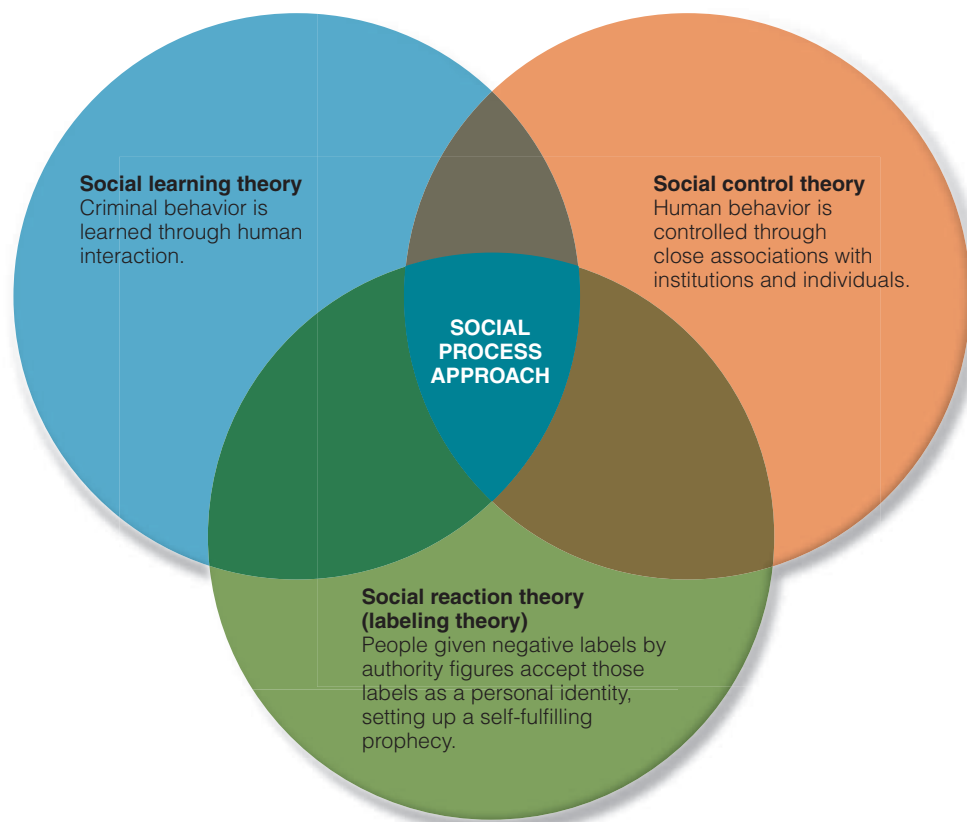 Social learning theory
Criminal behavior is
learned through human
interaction.
Social control theory
Human behavior is
controlled through
close associations with
institutions and individuals.
SOCIAL
PROCESS
APPROACH
Social reaction theory
(labeling theory)
People given negative labels by
authority figures accept those
labels as a personal identity,
setting up a self-fulfilling
prophecy.